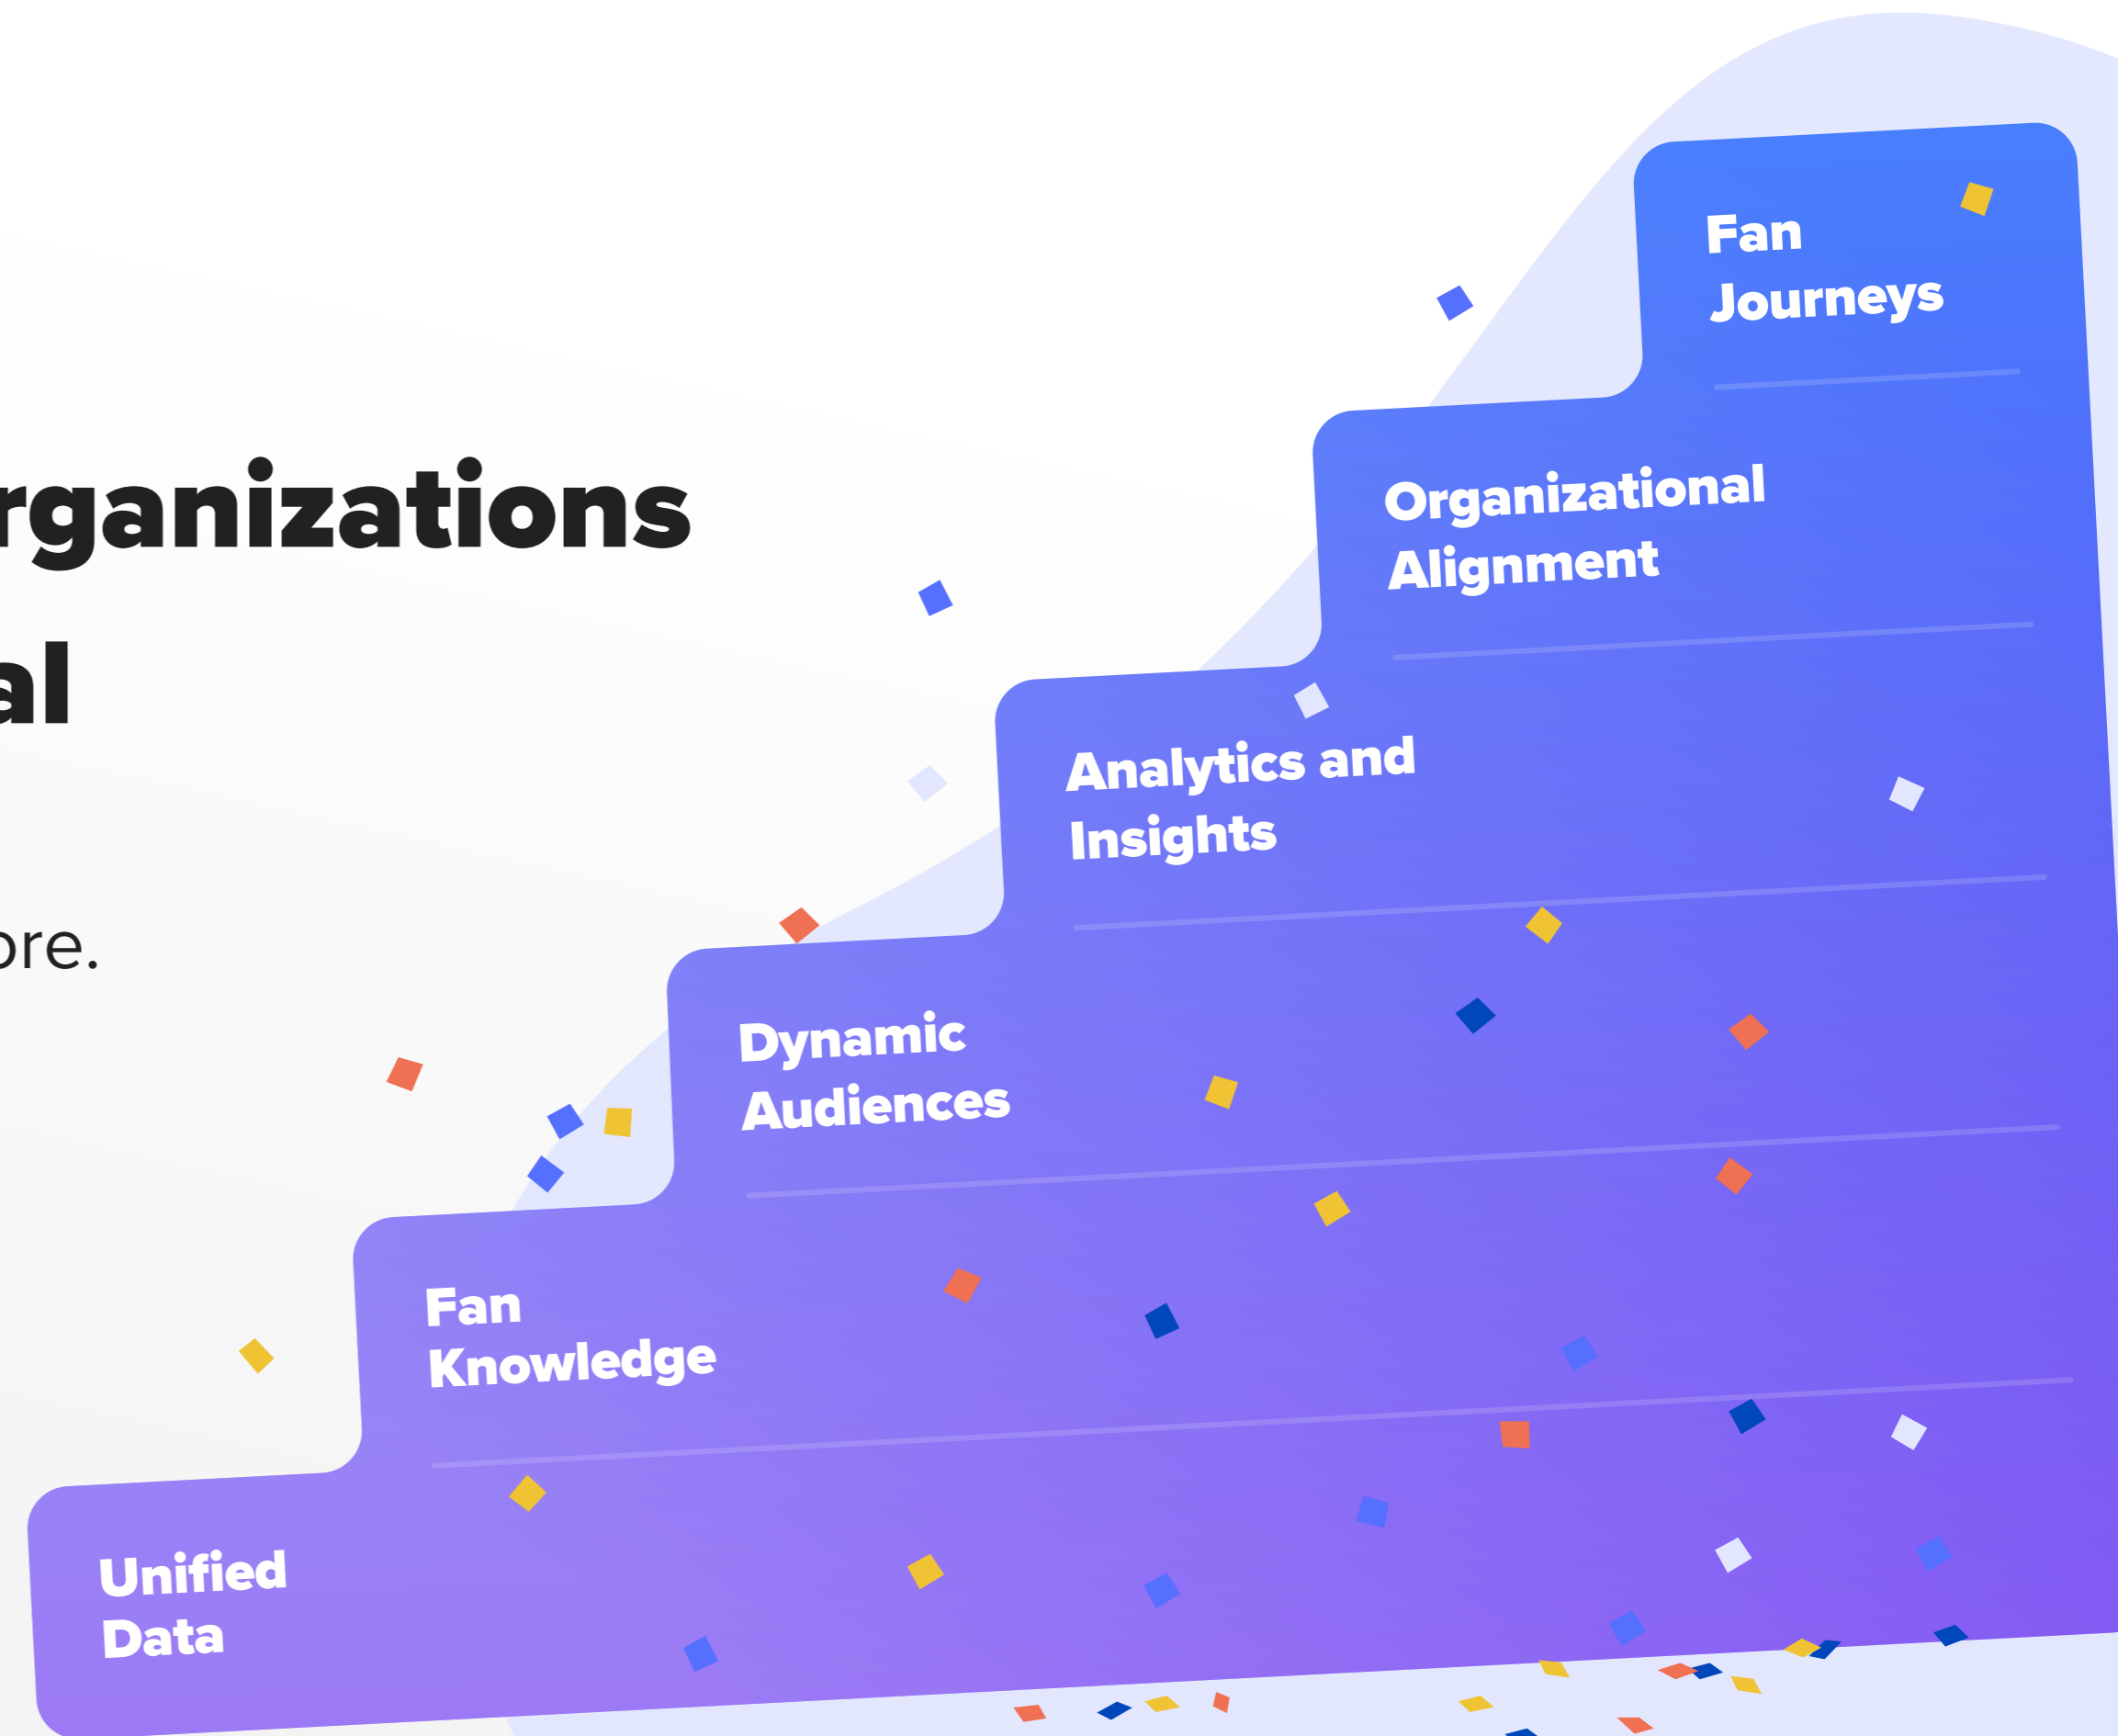 rganizations
al
ore.
Fan
Journeys
Organizational
Alignment
Analytics and
Insights
Dynamic
Audiences
Fan
Knowledge
Unified
Data